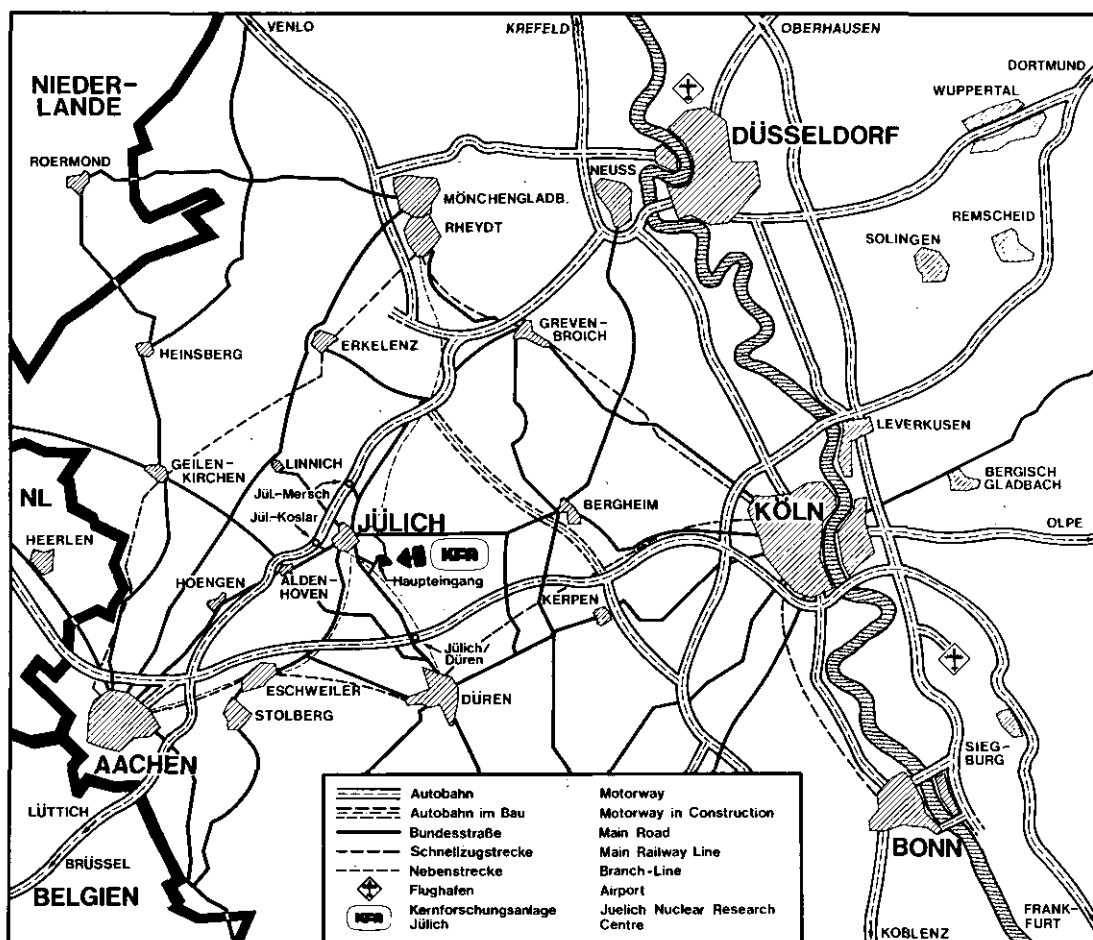 VENLO
KREFELD
OBERHAUSEN
DORTMUND
NIEDER-
LANDE
WUPPERTAL
DÜSSELDORF
ROERMOND
NEUSS
MÖNCHENGLADB.
RHEYDT
REMSCHEID
SOLINGEN
GREVEN-
BROICH
ERKELENZ
HEINSBERG
LEVERKUSEN
GEILEN-
KIRCHEN
LINNICH
NL
Jül.-Mersch
BERGHEIM
BERGISCH
GLADBACH
KÖLN
Jül.-Koslar
JÜLICH
OLPE
HEERLEN
KFA
Haupteingang
HOENGEN
ALDEN-
HOVEN
KERPEN
Jülich/
Düren
ESCHWEILER
DÜREN
STOLBERG
AACHEN
SIEG-
BURG
LÜTTICH
BONN
BRÜSSEL
BELGIEN
FRANK-
FURT
KOBLENZ
Autobahn Motorway
Autobahn im Bau Motorway in Construction
Bundesstraße Main Road
Schnellzugstrecke Main Railway Line
Nebenstrecke Branch-Line
Flughafen Airport
KFA Kernforschungsanlage Juelich Nuclear Research
Jülich Centre